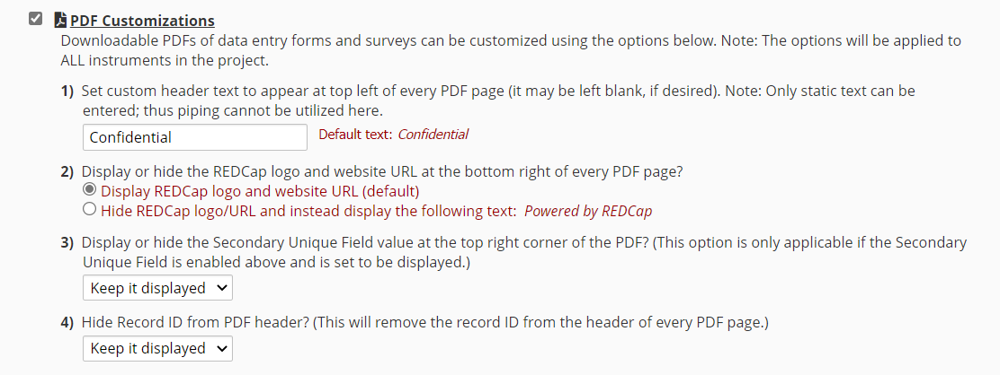 PDF Customizations
Downloadable PDFs of data entry forms and surveys can be customized using the options below. Note: The options will be applied to
ALL instruments in the project.
1) Set custom header text to appear at top left of every PDF page (it may be left blank, if desired). Note: Only static text can be
entered; thus piping cannot be utilized here.
Confidential Default text: Confidential
2) Display or hide the REDCap logo and website URL at the bottom right of every PDF page?
Display REDCap logo and website URL (default)
Hide REDCap logo/URL and instead display the following text: Powered by REDCap
3) Display or hide the Secondary Unique Field value at the top right corner of the PDF? (This option is only applicable if the Secondary
Unique Field is enabled above and is set to be displayed.)
Keep it displayed
4) Hide Record ID from PDF header? (This will remove the record ID from the header of every PDF page.)
Keep it displayed